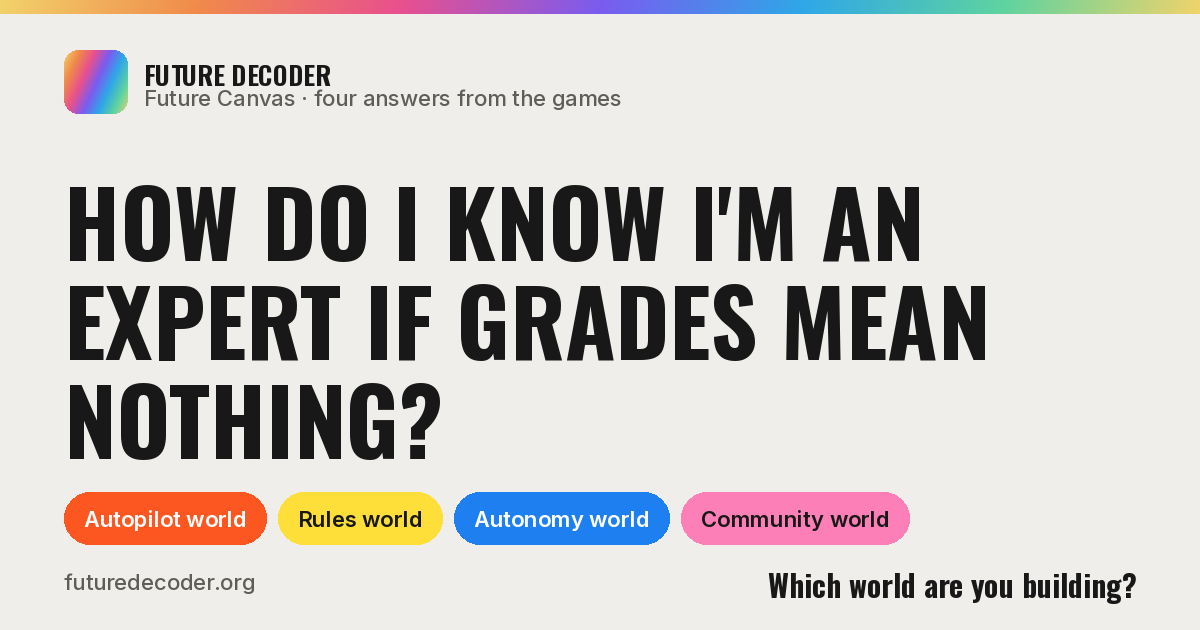 FUTURE DECODER
Future Canvas · four answers from the games
HOW DO I KNOW I'M AN
EXPERT IF GRADES MEAN
NOTHING?
Autopilot world
Rules world
Autonomy world
Community world
futuredecoder.org
Which world are you building?